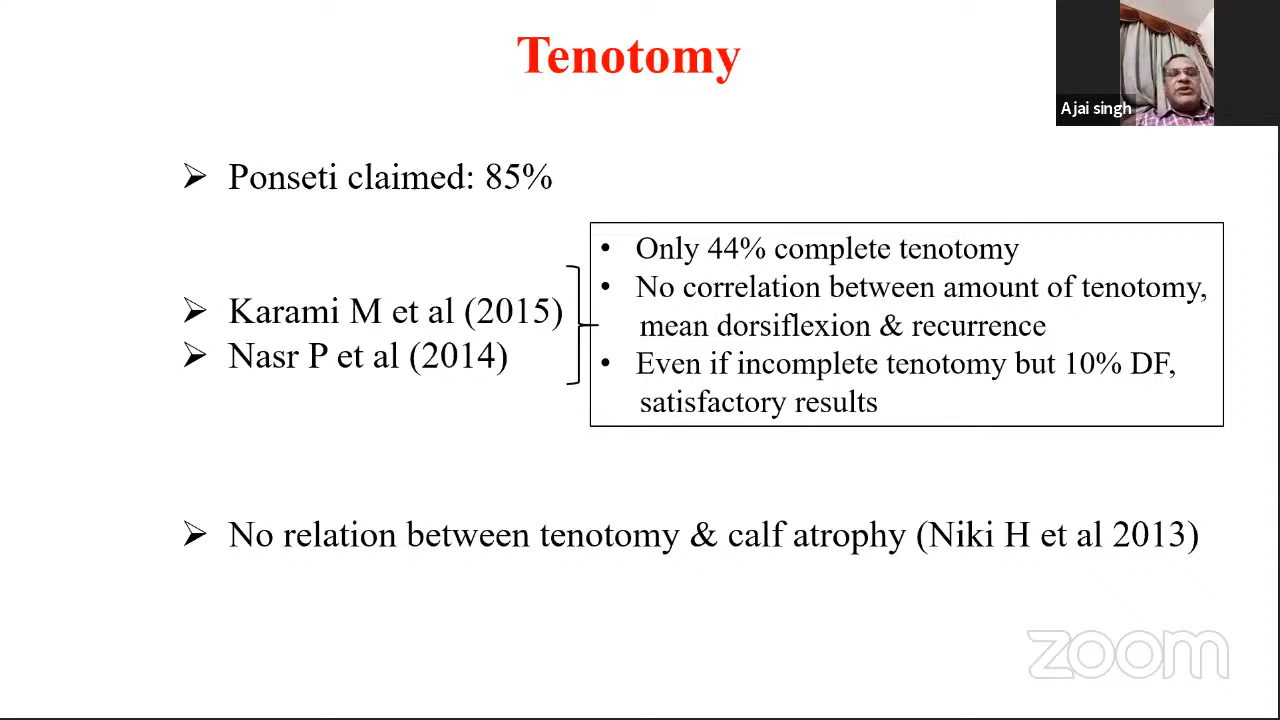 Tenotomy
Ajai singh
➢ Ponseti claimed: 85%
➢ Karami M et al (2015)
➢ Nasr P et al (2014)
• Only 44% complete tenotomy
• No correlation between amount of tenotomy,
mean dorsiflexion & recurrence
• Even if incomplete tenotomy but 10% DF,
satisfactory results
➢ No relation between tenotomy & calf atrophy (Niki H et al 2013)
zoom